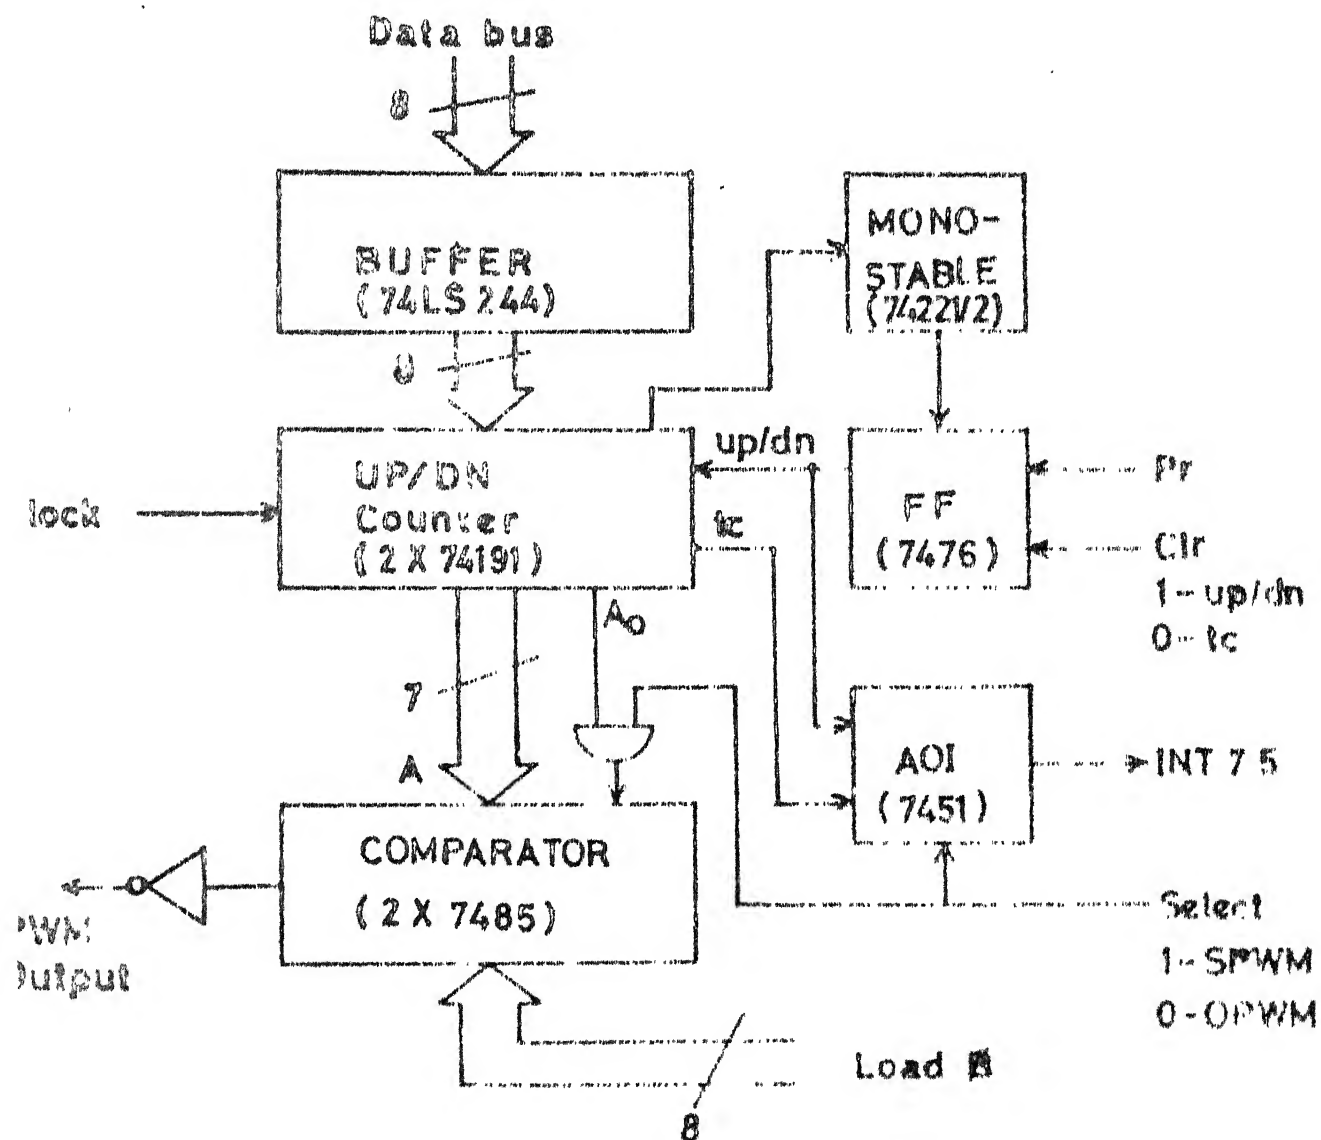 Data bus
8
BUFFER
(74LS244)
MONO-
STABLE
(74221/2)
8
UP/DN
Counter
(2 X 74191)
lock
up/dn
tc
FF
(7476)
Pr
Clr
1-- up/dn
0-- tc
A0
7
A
AOI
(7451)
INT 7 5
COMPARATOR
(2 X 7485)
PWM
Output
Select
1-- SPWM
0-OPWM
Load
8